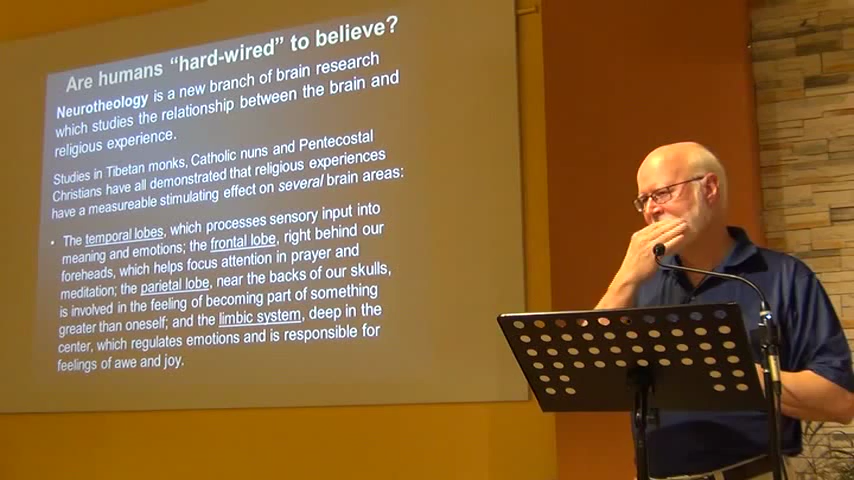 Are humans “hard-wired” to believe?
Neurotheology is a new branch of brain research
which studies the relationship between the brain and
religious experience.
Studies in Tibetan monks, Catholic nuns and Pentecostal
Christians have all demonstrated that religious experiences
have a measureable stimulating effect on several brain areas:
• The temporal lobes, which processes sensory input into
meaning and emotions; the frontal lobe, right behind our
foreheads, which helps focus attention in prayer and
meditation; the parietal lobe, near the backs of our skulls,
is involved in the feeling of becoming part of something
greater than oneself; and the limbic system, deep in the
center, which regulates emotions and is responsible for
feelings of awe and joy.